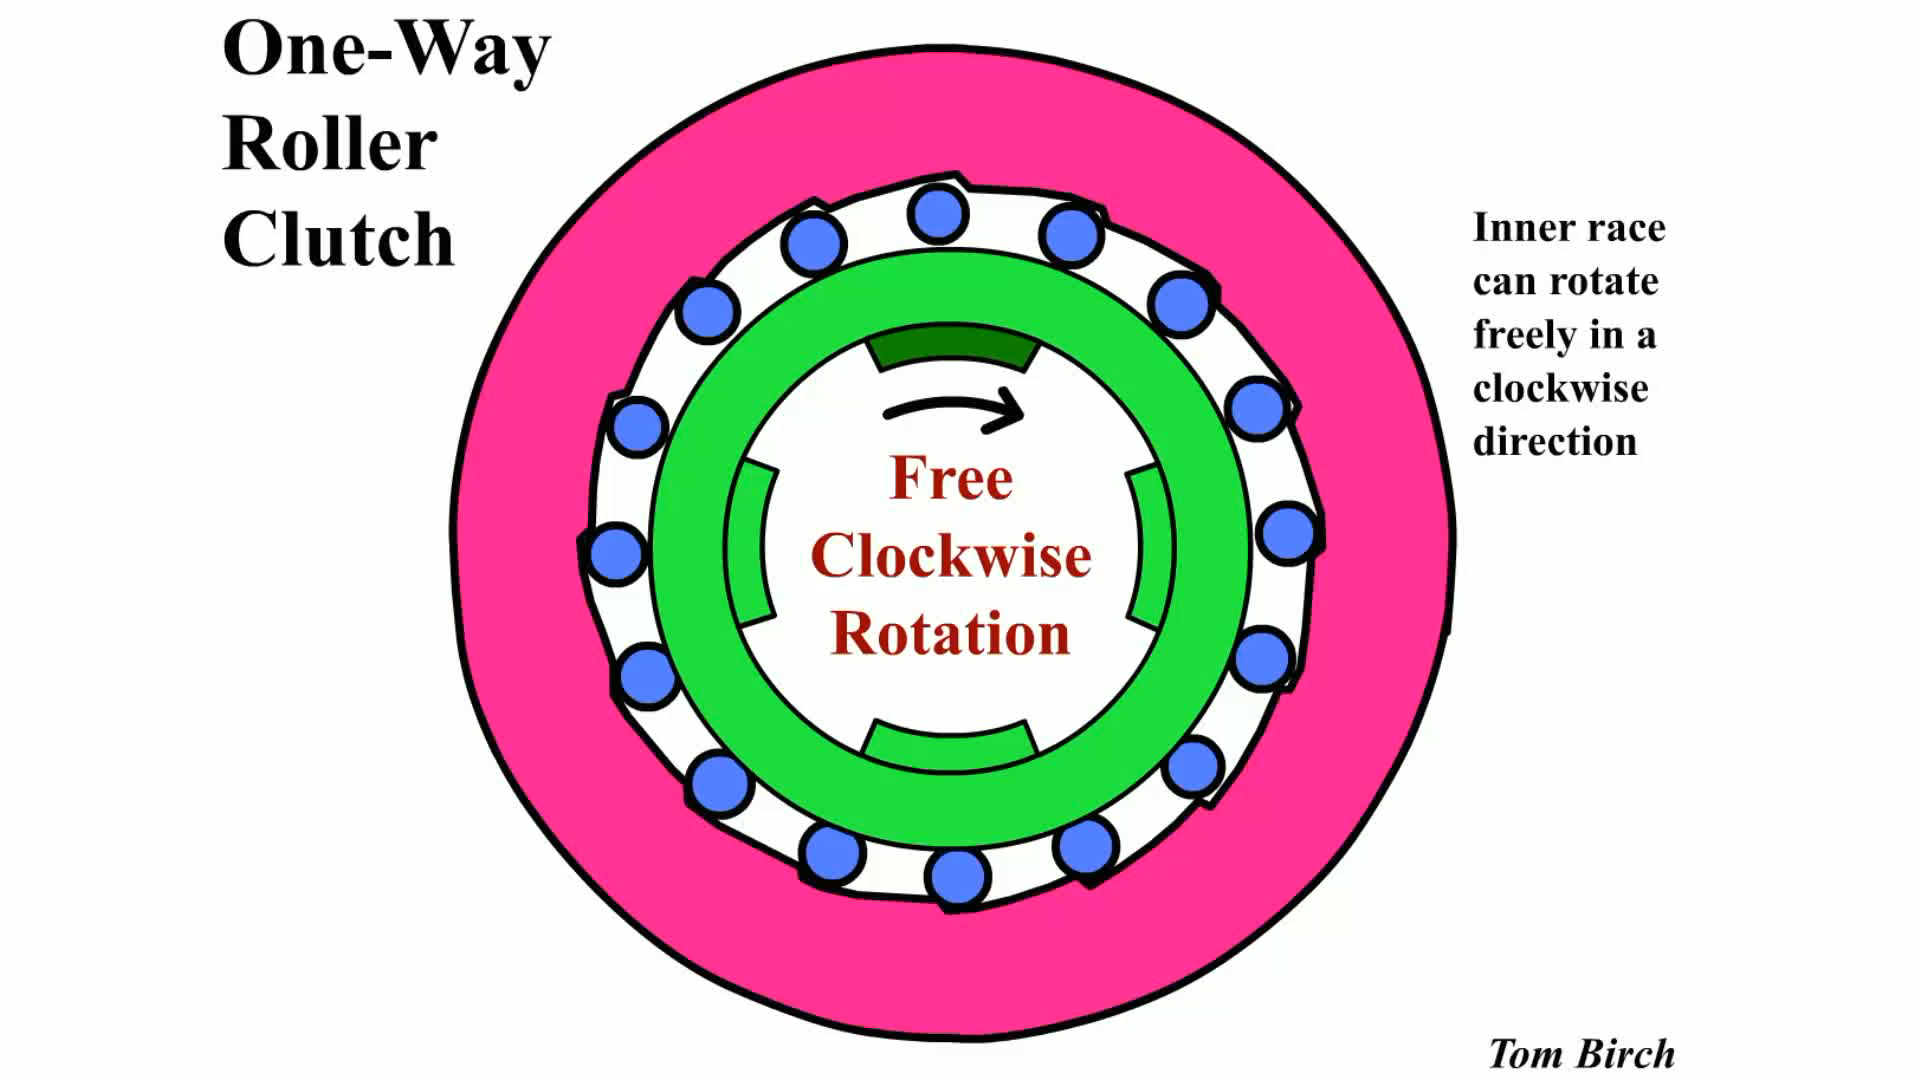 One-Way
Roller
Clutch
Inner race
can rotate
freely in a
clockwise
direction
Free
Clockwise
Rotation
Tom Birch